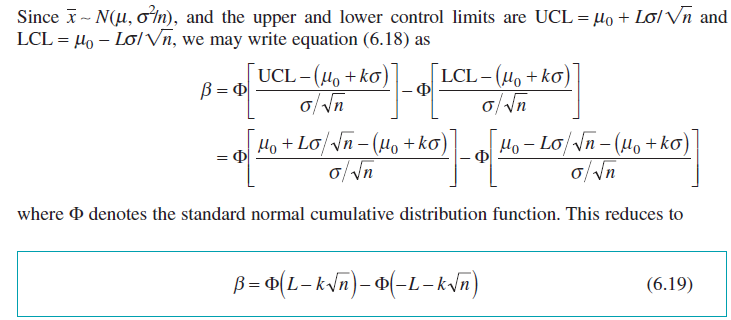 Since x̄ ~ N(μ, σ²/n), and the upper and lower control limits are UCL = μ₀ + Lσ/√n and
LCL = μ₀ − Lσ/√n, we may write equation (6.18) as
β = Φ[(UCL − (μ₀ + kσ))/(σ/√n)] − Φ[(LCL − (μ₀ + kσ))/(σ/√n)]
= Φ[(μ₀ + Lσ/√n − (μ₀ + kσ))/(σ/√n)] − Φ[(μ₀ − Lσ/√n − (μ₀ + kσ))/(σ/√n)]
where Φ denotes the standard normal cumulative distribution function. This reduces to
β = Φ(L − k√n) − Φ(−L − k√n) (6.19)